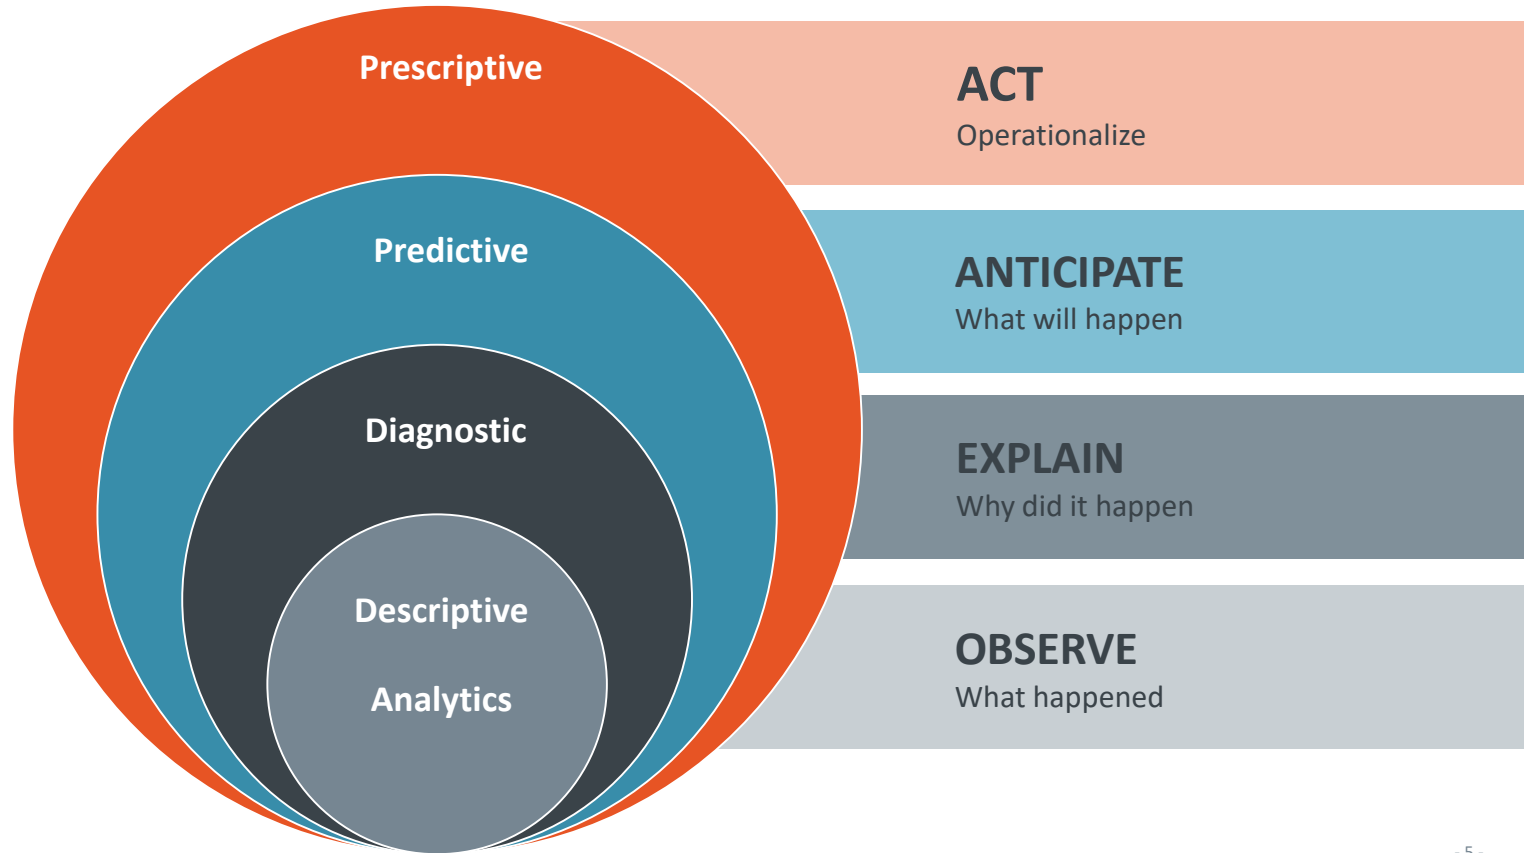 Prescriptive
ACT
Operationalize
Predictive
ANTICIPATE
What will happen
Diagnostic
EXPLAIN
Why did it happen
Descriptive
Analytics
OBSERVE
What happened
- 5 -